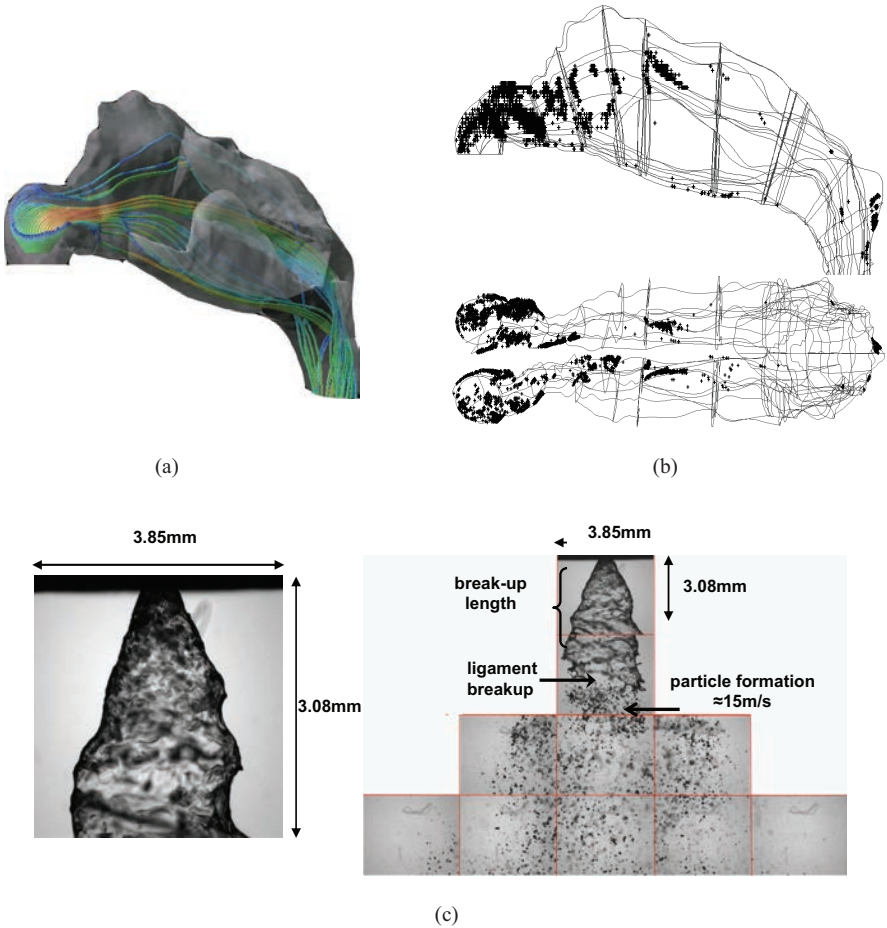 (a)
(b)
3.85mm
3.08mm
3.85mm
3.08mm
break-up
length
ligament
breakup
particle formation
≈15m/s
(c)